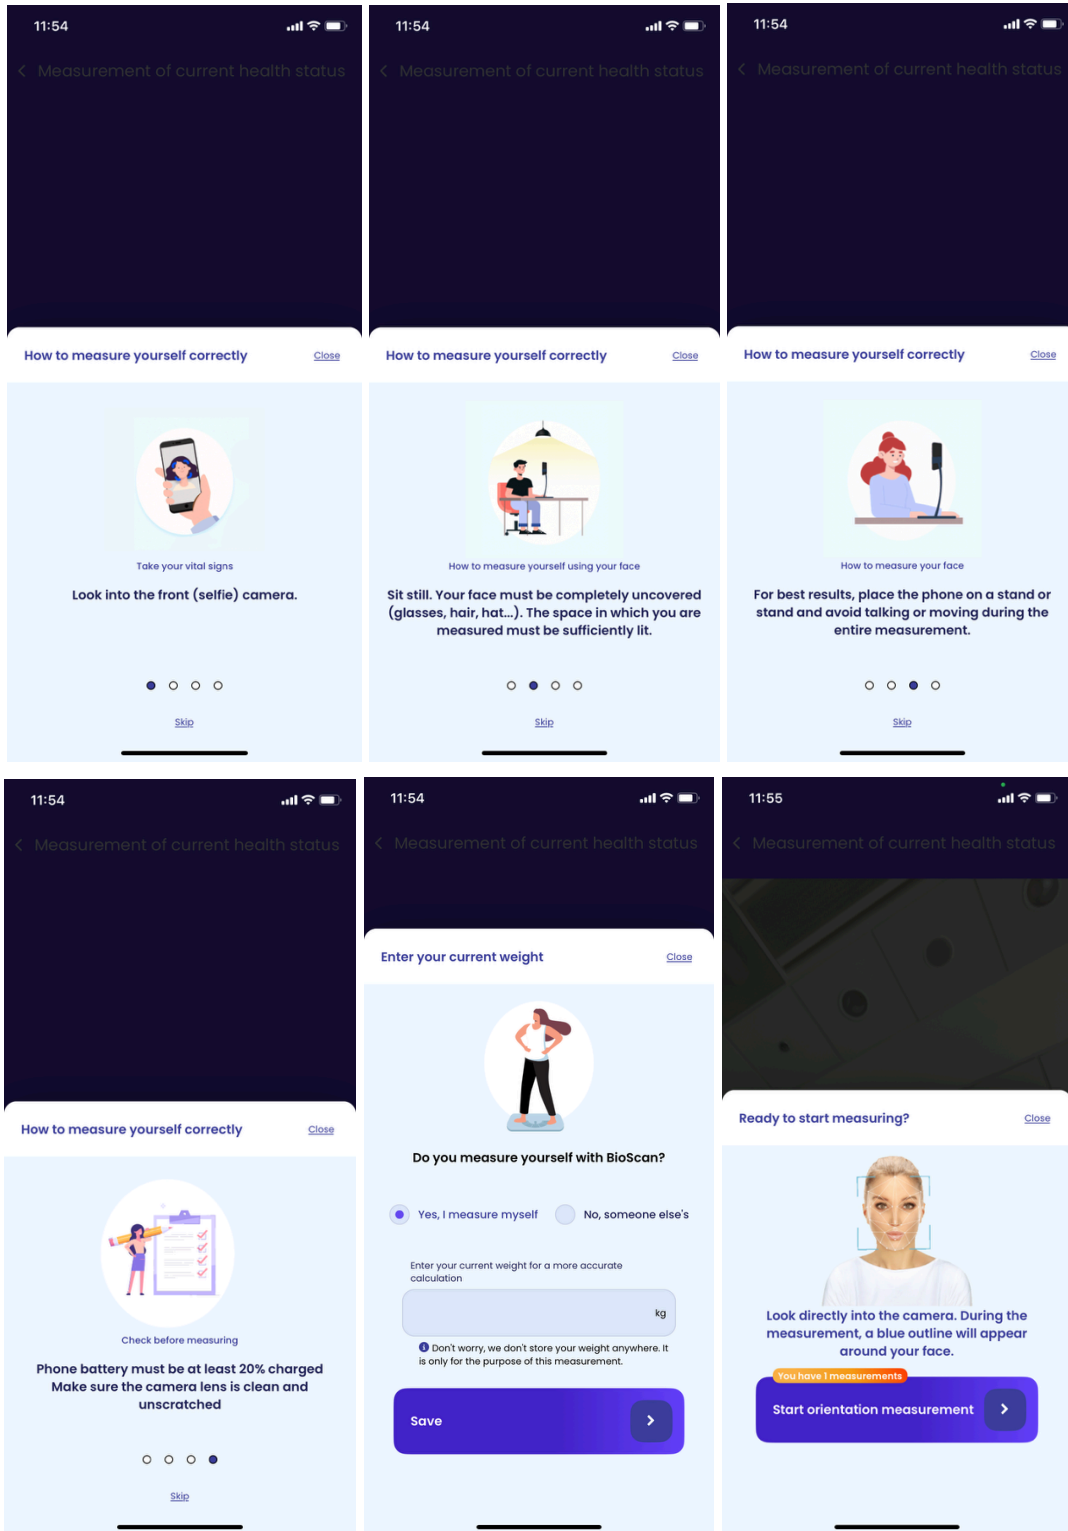 11:54
Measurement of current health status
How to measure yourself correctly
Close
Take your vital signs
Look into the front (selfie) camera.
Skip
11:54
Measurement of current health status
How to measure yourself correctly
Close
How to measure yourself using your face
Sit still. Your face must be completely uncovered
(glasses, hair, hat...). The space in which you are
measured must be sufficiently lit.
Skip
11:54
Measurement of current health status
How to measure yourself correctly
Close
How to measure your face
For best results, place the phone on a stand or
stand and avoid talking or moving during the
entire measurement.
Skip
11:54
Measurement of current health status
How to measure yourself correctly
Close
Check before measuring
Phone battery must be at least 20% charged
Make sure the camera lens is clean and
unscratched
Skip
11:54
Measurement of current health status
Enter your current weight
Close
Do you measure yourself with BioScan?
Yes, I measure myself
No, someone else's
Enter your current weight for a more accurate
calculation
kg
Don't worry, we don't store your weight anywhere. It
is only for the purpose of this measurement.
Save
11:55
Measurement of current health status
Ready to start measuring?
Close
Look directly into the camera. During the
measurement, a blue outline will appear
around your face.
You have 1 measurements
Start orientation measurement